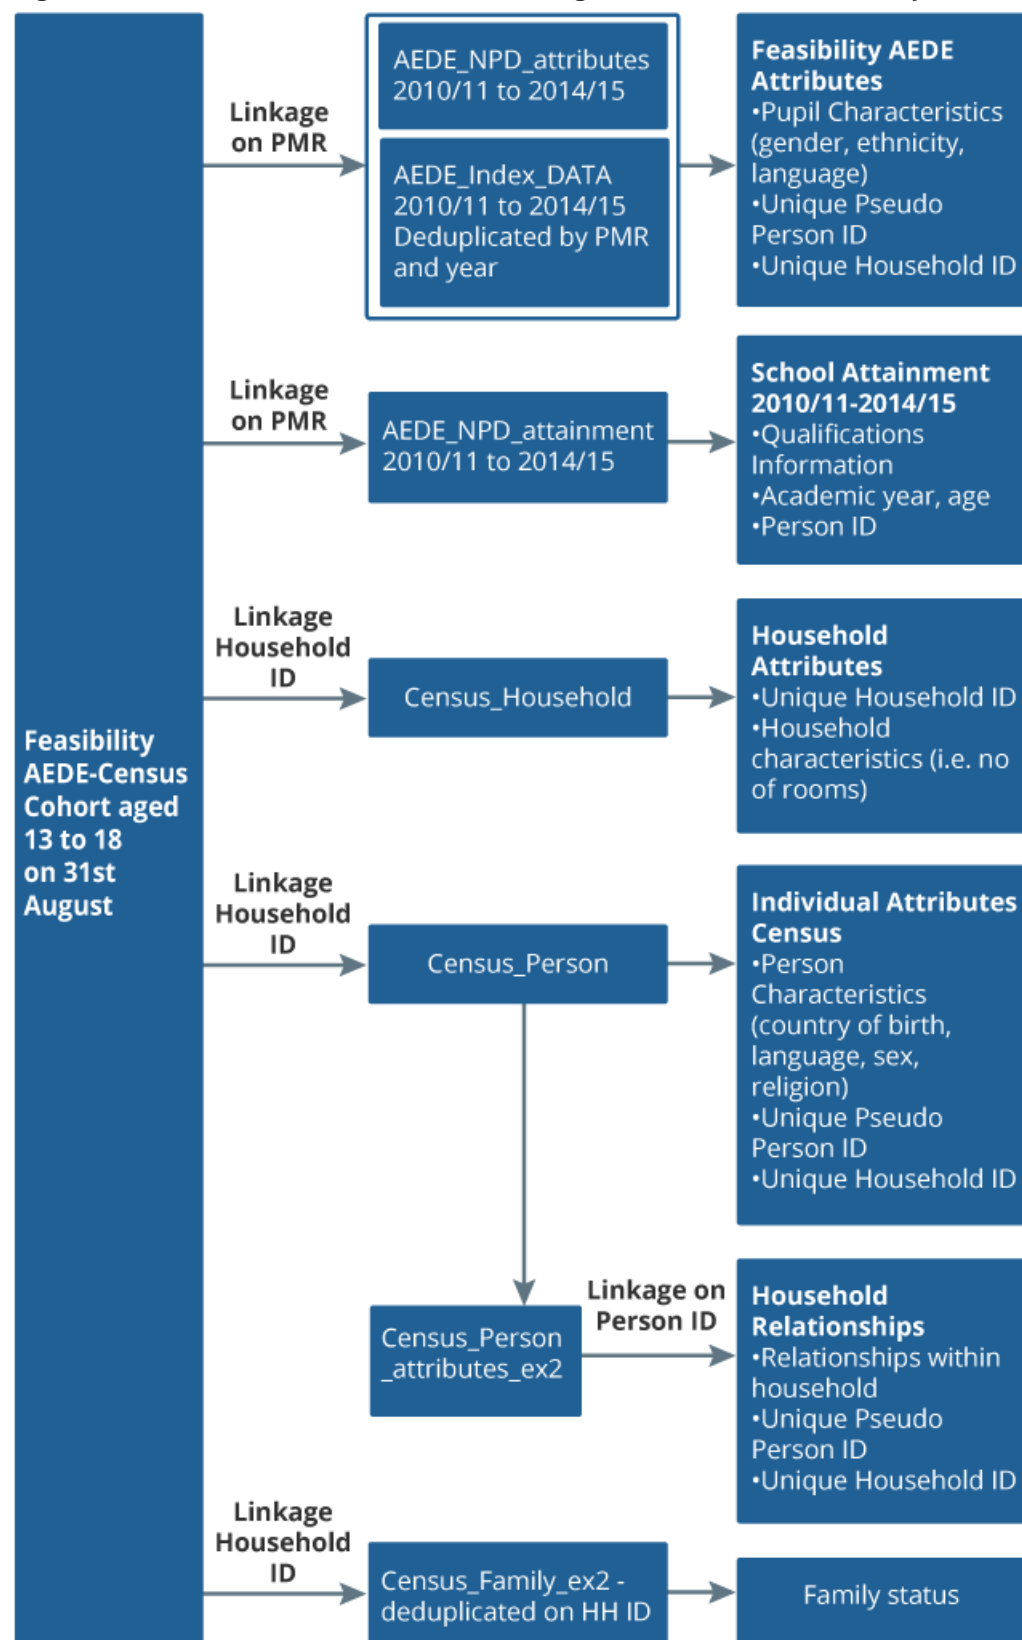 Feasibility
AEDE-Census
Cohort aged
13 to 18
on 31st
August
Linkage
on PMR
AEDE_NPD_attributes
2010/11 to 2014/15
AEDE_Index_DATA
2010/11 to 2014/15
Deduplicated by PMR
and year
Feasibility AEDE
Attributes
•Pupil Characteristics
(gender, ethnicity,
language)
•Unique Pseudo
Person ID
•Unique Household ID
Linkage
on PMR
AEDE_NPD_attainment
2010/11 to 2014/15
School Attainment
2010/11-2014/15
•Qualifications
Information
•Academic year, age
•Person ID
Linkage
Household
ID
Census_Household
Household
Attributes
•Unique Household ID
•Household
characteristics (i.e. no
of rooms)
Linkage
Household
ID
Census_Person
Individual Attributes
Census
•Person
Characteristics
(country of birth,
language, sex,
religion)
•Unique Pseudo
Person ID
•Unique Household ID
Census_Person
_attributes_ex2
Linkage on
Person ID
Household
Relationships
•Relationships within
household
•Unique Pseudo
Person ID
•Unique Household ID
Linkage
Household
ID
Census_Family_ex2 -
deduplicated on HH ID
Family status